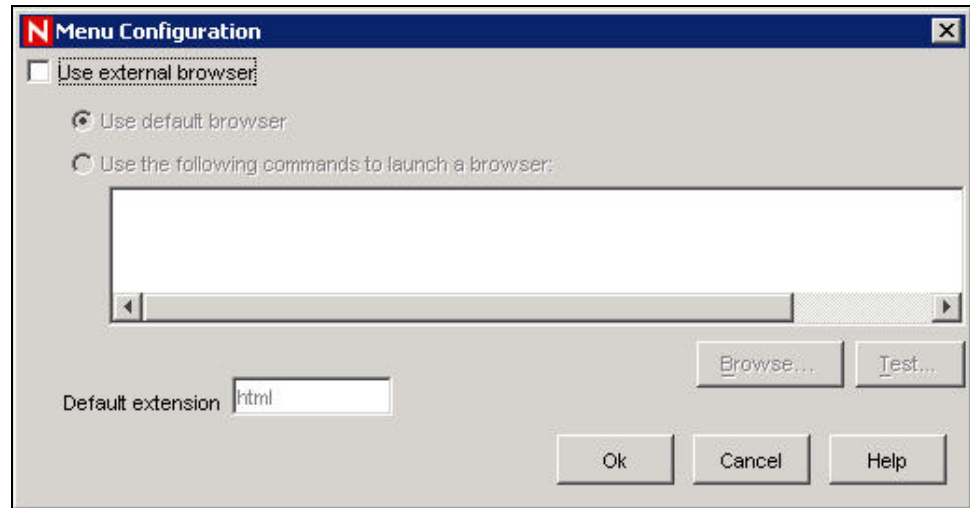 N Menu Configuration
Use external browser
Use default browser
Use the following commands to launch a browser:
Browse... Test...
Default extension html
Ok Cancel Help